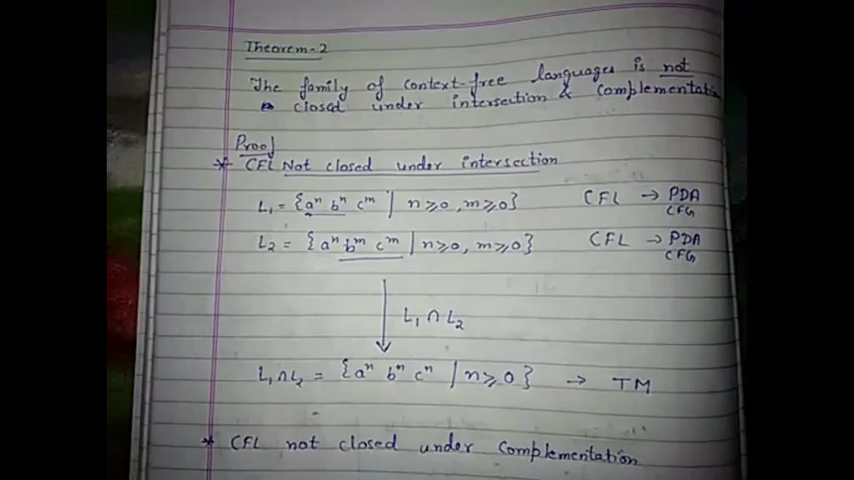 Theorem-2
The family of context-free languages is not
closed under intersection & complementation
Proof
* CFL Not closed under intersection
L₁ = {aⁿ bⁿ cᵐ | n≥0, m≥0} CFL → PDA
CFG
L₂ = {aⁿ bᵐ cᵐ | n≥0, m≥0} CFL → PDA
CFG
L₁ ∩ L₂
L₁∩L₂ = {aⁿ bⁿ cⁿ | n≥0} → TM
* CFL not closed under complementation